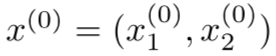 $x^{(0)} = (x_1^{(0)}, x_2^{(0)})$